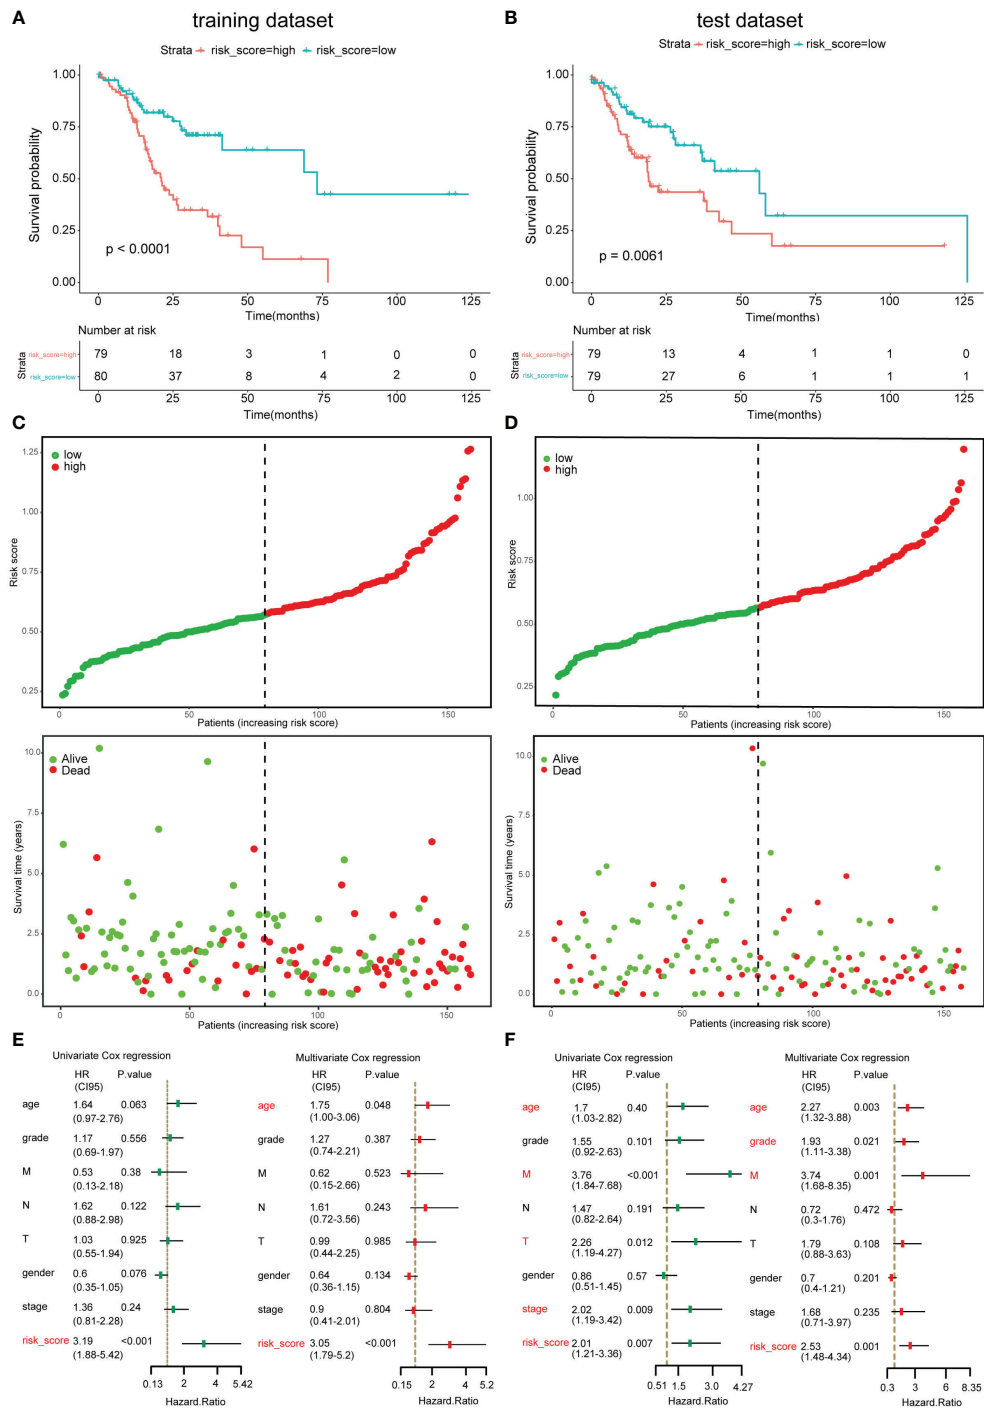 A
training dataset
Strata risk_score=high risk_score=low
Survival probability
1.00
0.75
0.50
0.25
0.00
p < 0.0001
0 25 50 75 100 125
Time(months)
Number at risk
Strata
risk_score=high 79 18 3 1 0 0
risk_score=low 80 37 8 4 2 0
0 25 50 75 100 125
Time(months)
B
test dataset
Strata risk_score=high risk_score=low
Survival probability
1.00
0.75
0.50
0.25
0.00
p = 0.0061
0 25 50 75 100 125
Time(months)
Number at risk
Strata
risk_score=high 79 13 4 1 1 0
risk_score=low 79 27 6 1 1 1
0 25 50 75 100 125
Time(months)
C
low
high
Risk score
1.25
1.00
0.75
0.50
0.25
0 50 100 150
Patients (increasing risk score)
Alive
Dead
Survival time (years)
10.0
7.5
5.0
2.5
0.0
0 50 100 150
Patients (increasing risk score)
D
low
high
Risk score
1.00
0.75
0.50
0.25
0 50 100 150
Patients (increasing risk score)
Alive
Dead
Survival time (years)
10.0
7.5
5.0
2.5
0.0
0 50 100 150
Patients (increasing risk score)
E
Univariate Cox regression
HR P.value
(CI95)
age 1.64 0.063
(0.97-2.76)
grade 1.17 0.556
(0.69-1.97)
M 0.53 0.38
(0.13-2.18)
N 1.62 0.122
(0.88-2.98)
T 1.03 0.925
(0.55-1.94)
gender 0.6 0.076
(0.35-1.05)
stage 1.36 0.24
(0.81-2.28)
risk_score 3.19 <0.001
(1.88-5.42)
0.13 2 4 5.42
Hazard.Ratio
Multivariate Cox regression
HR P.value
(CI95)
age 1.75 0.048
(1.00-3.06)
grade 1.27 0.387
(0.74-2.21)
M 0.62 0.523
(0.15-2.66)
N 1.61 0.243
(0.72-3.56)
T 0.99 0.985
(0.44-2.25)
gender 0.64 0.134
(0.36-1.15)
stage 0.9 0.804
(0.41-2.01)
risk_score 3.05 <0.001
(1.79-5.2)
0.15 2 4 5.2
Hazard.Ratio
F
Univariate Cox regression
HR P.value
(CI95)
age 1.7 0.40
(1.03-2.82)
grade 1.55 0.101
(0.92-2.63)
M 3.76 <0.001
(1.84-7.68)
N 1.47 0.191
(0.82-2.64)
T 2.26 0.012
(1.19-4.27)
gender 0.86 0.57
(0.51-1.45)
stage 2.02 0.009
(1.19-3.42)
risk_score 2.01 0.007
(1.21-3.36)
0.51 1.5 3.0 4.27
Hazard.Ratio
Multivariate Cox regression
HR P.value
(CI95)
age 2.27 0.003
(1.32-3.88)
grade 1.93 0.021
(1.11-3.38)
M 3.74 0.001
(1.68-8.35)
N 0.72 0.472
(0.3-1.76)
T 1.79 0.108
(0.88-3.63)
gender 0.7 0.201
(0.4-1.21)
stage 1.68 0.235
(0.71-3.97)
risk_score 2.53 0.001
(1.48-4.34)
0.3 3 6 8.35
Hazard.Ratio